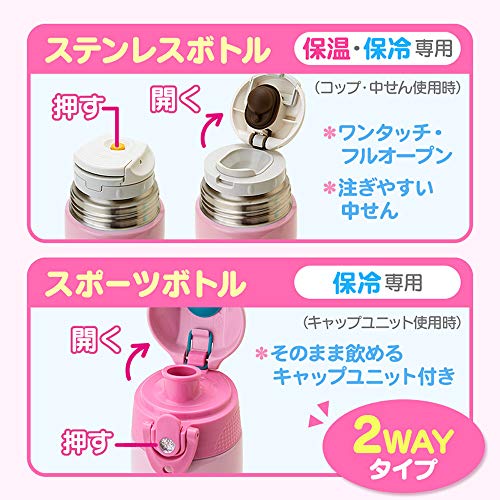 ステンレスボトル
保温・保冷専用
(コップ・中せん使用時)
押す
開く
*ワンタッチ・
フルオープン
*注ぎやすい
中せん
スポーツボトル
保冷専用
(キャップユニット使用時)
開く
押す
*そのまま飲める
キャップユニット付き
2WAY
タイプ